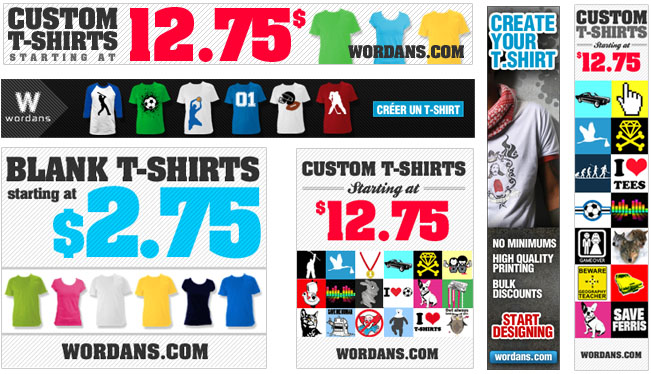 CUSTOM
T-SHIRTS
STARTING AT
12.75$
WORDANS.COM
W
wordans
01
CRÉER UN T-SHIRT
BLANK T-SHIRTS
starting at
$2.75
WORDANS.COM
CUSTOM T-SHIRTS
Starting at
$12.75
I ♥
T-SHIRTS
WORDANS.COM
CREATE
YOUR
T-SHIRT
NO MINIMUMS
HIGH QUALITY
PRINTING
BULK
DISCOUNTS
START
DESIGNING
wordans.com
CUSTOM
T-SHIRTS
Starting at
$12.75
I ♥
TEES
GAME OVER
BEWARE
GEOGRAPHY
TEACHER
SAVE
FERRIS
WORDANS.COM